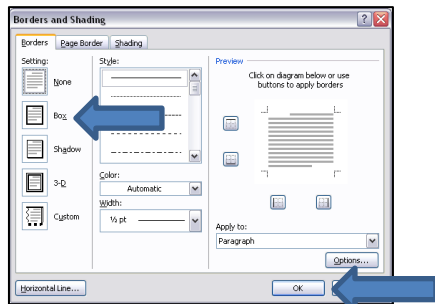 Borders and Shading
Borders Page Border Shading
Setting:
None
Box
Shadow
3-D
Custom
Style:
Color:
Automatic
Width:
½ pt
Preview
Click on diagram below or use
buttons to apply borders
Apply to:
Paragraph
Options...
Horizontal Line...
OK